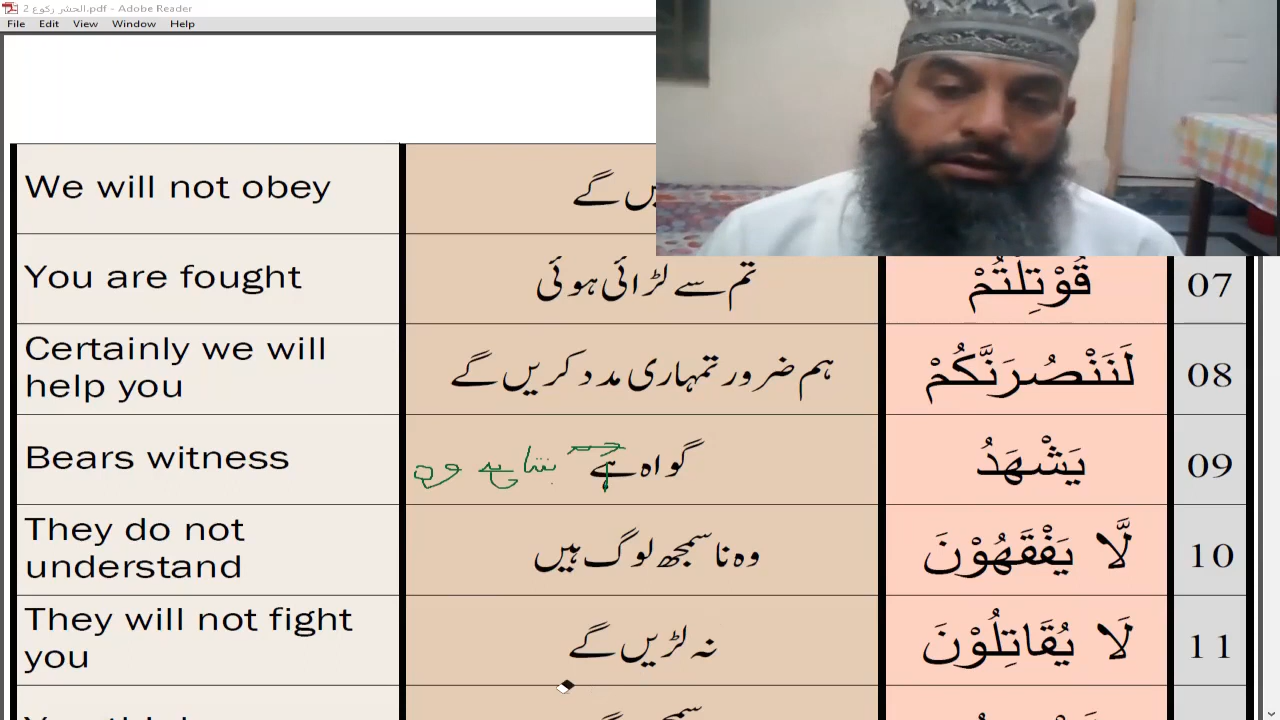 الحشر رکوع 2.pdf - Adobe Reader
File Edit View Window Help
We will not obey
یں گے
You are fought
تم سے لڑائی ہوئی
قُوْتِلْتُمْ
07
Certainly we will
help you
ہم ضرور تمہاری مدد کریں گے
لَنَنْصُرَنَّكُمْ
08
Bears witness
گواہ ہے
يَشْهَدُ
09
They do not
understand
وہ نا سمجھ لوگ ہیں
لَّا يَفْقَهُوْنَ
10
They will not fight
you
نہ لڑیں گے
لَا يُقَاتِلُوْنَ
11